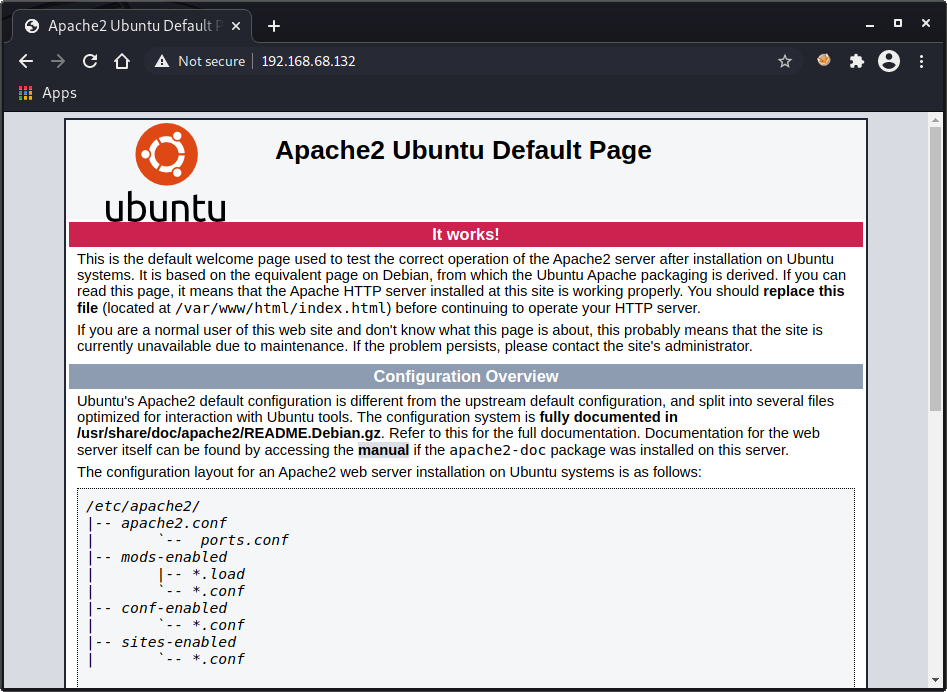 Apache2 Ubuntu Default P
Not secure
192.168.68.132
Apps
ubuntu
Apache2 Ubuntu Default Page
It works!
This is the default welcome page used to test the correct operation of the Apache2 server after installation on Ubuntu
systems. It is based on the equivalent page on Debian, from which the Ubuntu Apache packaging is derived. If you can
read this page, it means that the Apache HTTP server installed at this site is working properly. You should replace this
file (located at /var/www/html/index.html) before continuing to operate your HTTP server.
If you are a normal user of this web site and don't know what this page is about, this probably means that the site is
currently unavailable due to maintenance. If the problem persists, please contact the site's administrator.
Configuration Overview
Ubuntu's Apache2 default configuration is different from the upstream default configuration, and split into several files
optimized for interaction with Ubuntu tools. The configuration system is fully documented in
/usr/share/doc/apache2/README.Debian.gz. Refer to this for the full documentation. Documentation for the web
server itself can be found by accessing the manual if the apache2-doc package was installed on this server.
The configuration layout for an Apache2 web server installation on Ubuntu systems is as follows:
/etc/apache2/
|-- apache2.conf
|       `--  ports.conf
|-- mods-enabled
|       |-- *.load
|       `-- *.conf
|-- conf-enabled
|       `-- *.conf
|-- sites-enabled
|       `-- *.conf